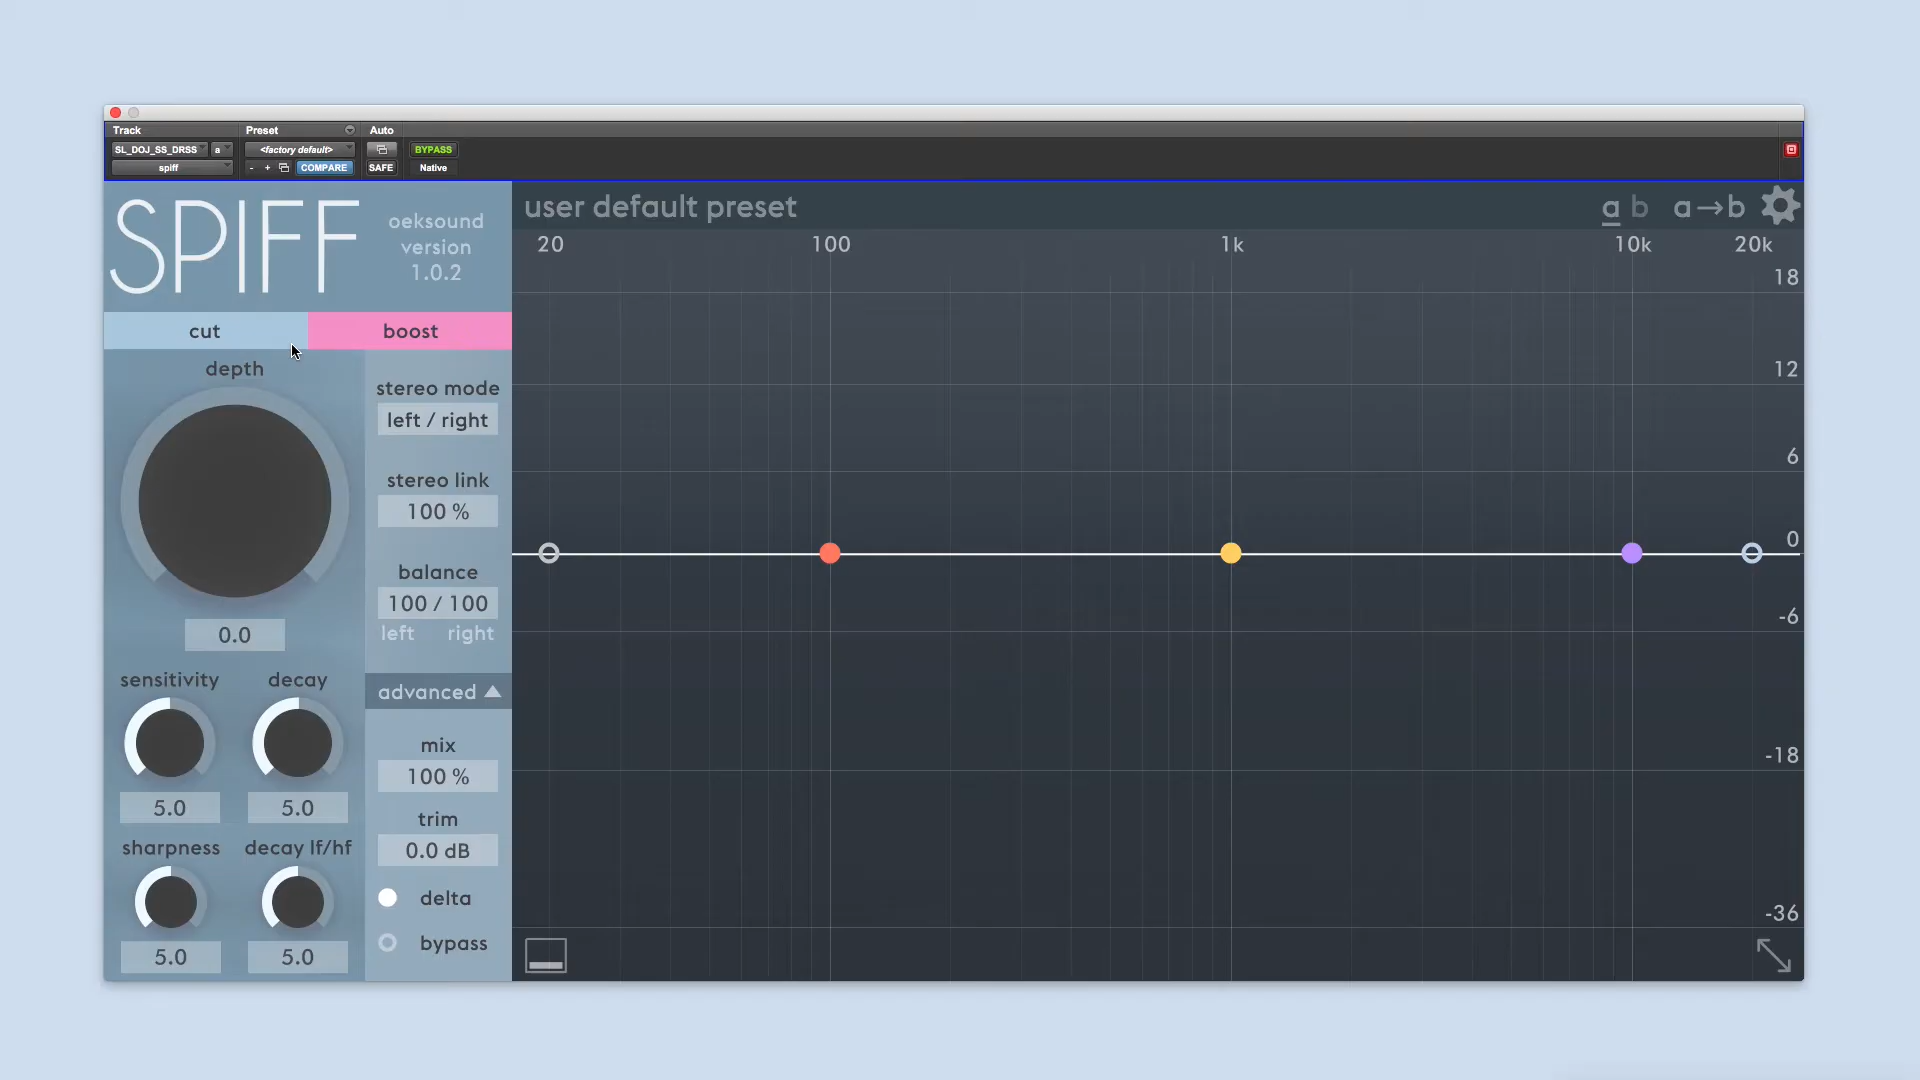 Track
Preset
Auto
SL_DOJ_SS_DRSS
a
<factory default>
BYPASS
spiff
- +
COMPARE
SAFE
Native
SPIFF
oeksound
version
1.0.2
user default preset
a b a→b
20 100 1k 10k 20k
18
12
6
0
-6
-18
-36
cut
boost
depth
0.0
sensitivity
decay
5.0
5.0
sharpness
decay lf/hf
5.0
5.0
stereo mode
left / right
stereo link
100 %
balance
100 / 100
left right
advanced
mix
100 %
trim
0.0 dB
delta
bypass